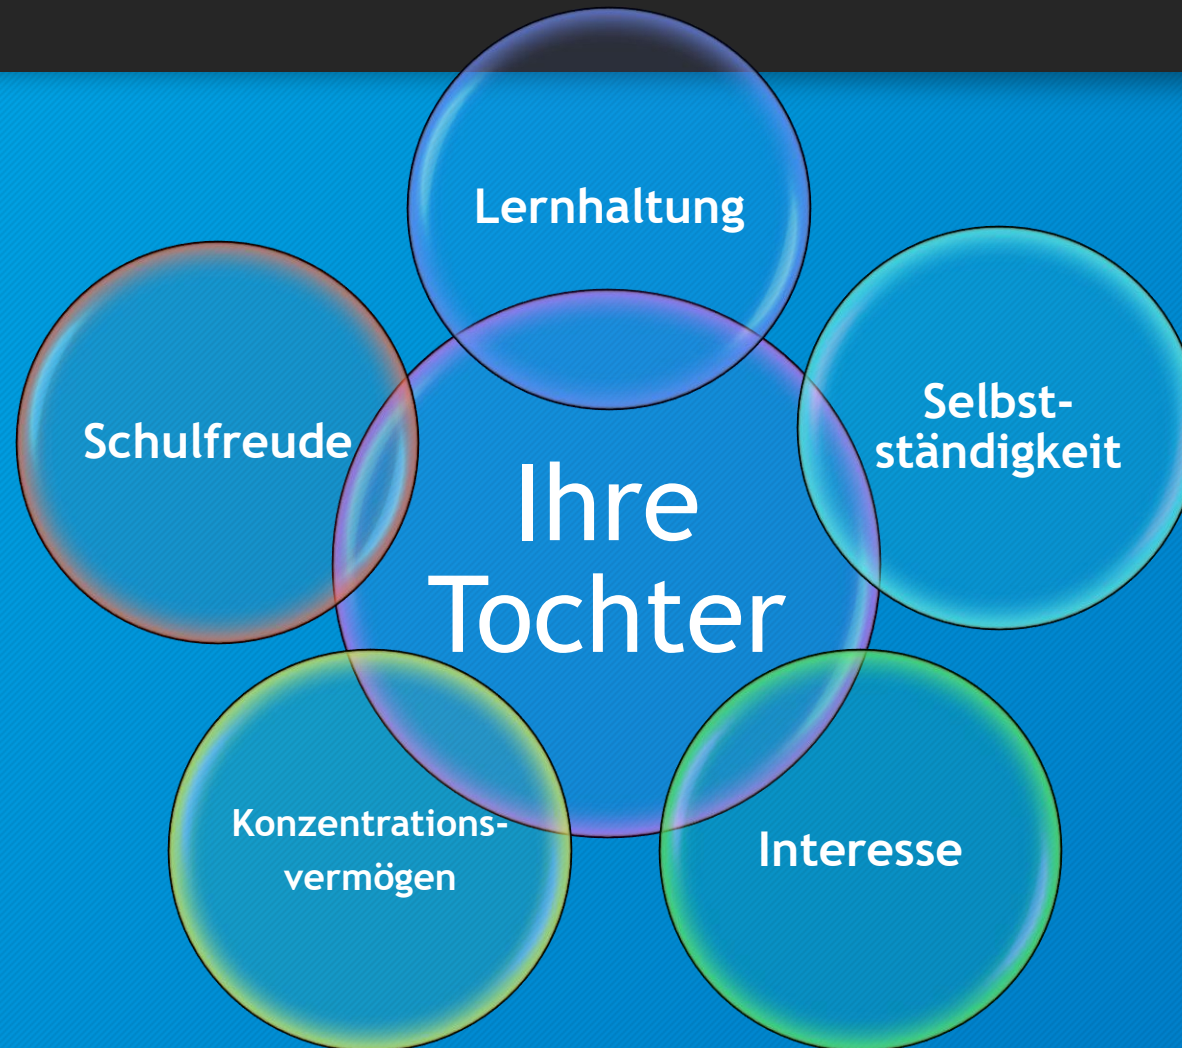 Lernhaltung
Selbst-
ständigkeit
Schulfreude
Ihre
Tochter
Konzentrations-
vermögen
Interesse